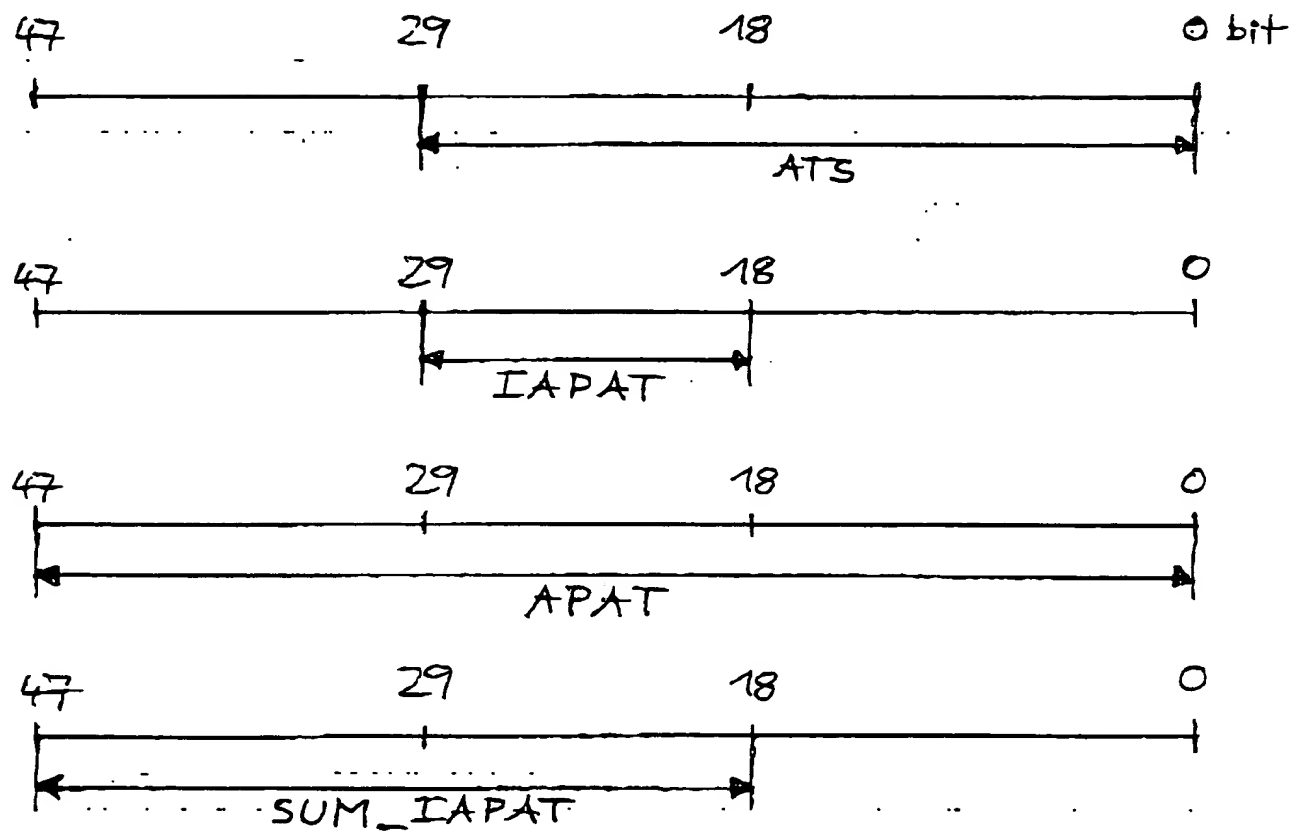 47 29 18 0 bit
ATS
47 29 18 0
IAPAT
47 29 18 0
APAT
47 29 18 0
SUM_IAPAT